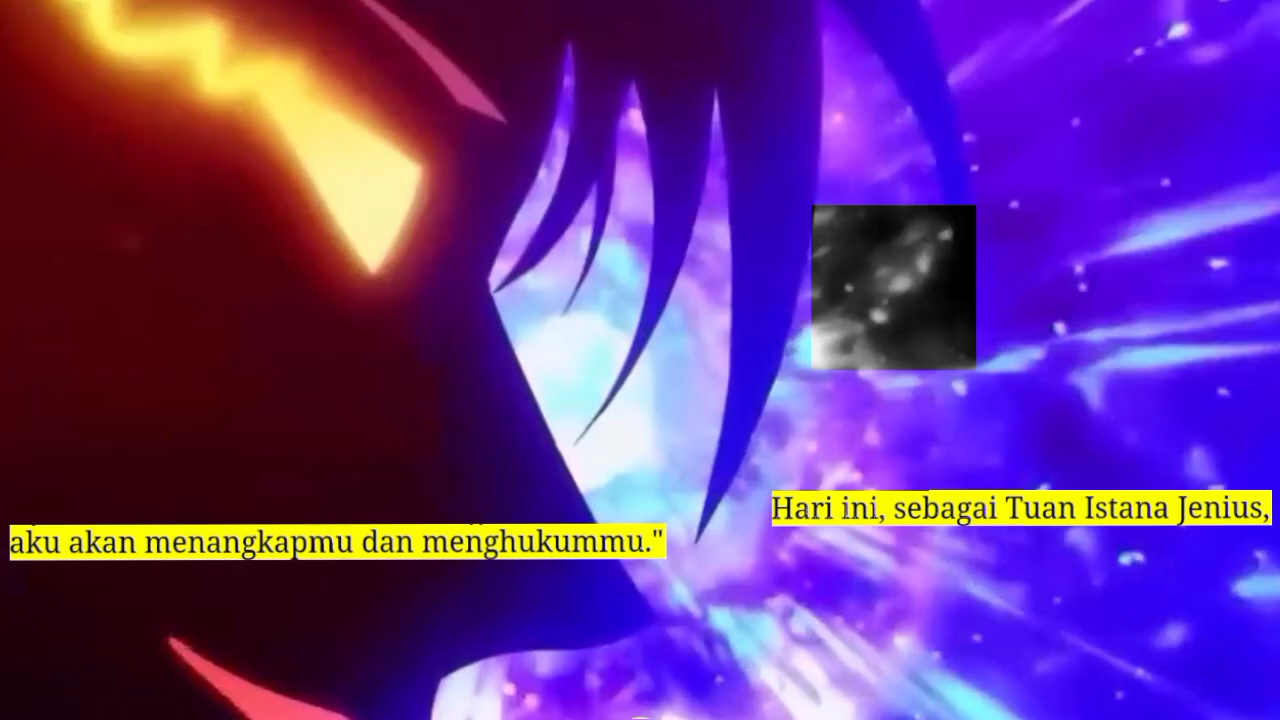 Hari ini, sebagai Tuan Istana Jenius,
aku akan menangkapmu dan menghukummu."